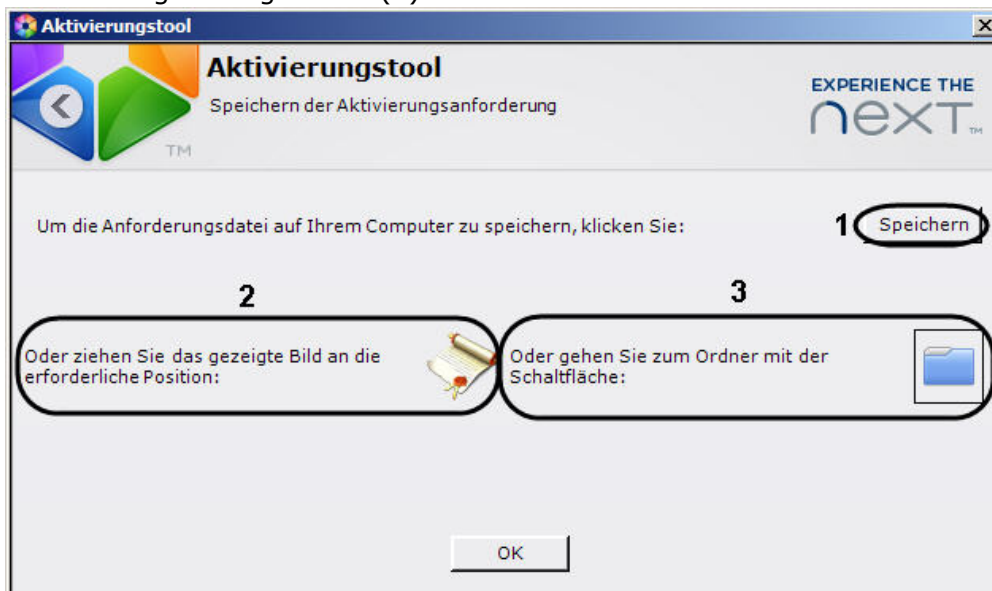 Aktivierungstool
Aktivierungstool
Speichern der Aktivierungsanforderung
EXPERIENCE THE
next™
TM
Um die Anforderungsdatei auf Ihrem Computer zu speichern, klicken Sie:
1
Speichern
2
3
Oder ziehen Sie das gezeigte Bild an die
erforderliche Position:
Oder gehen Sie zum Ordner mit der
Schaltfläche:
OK